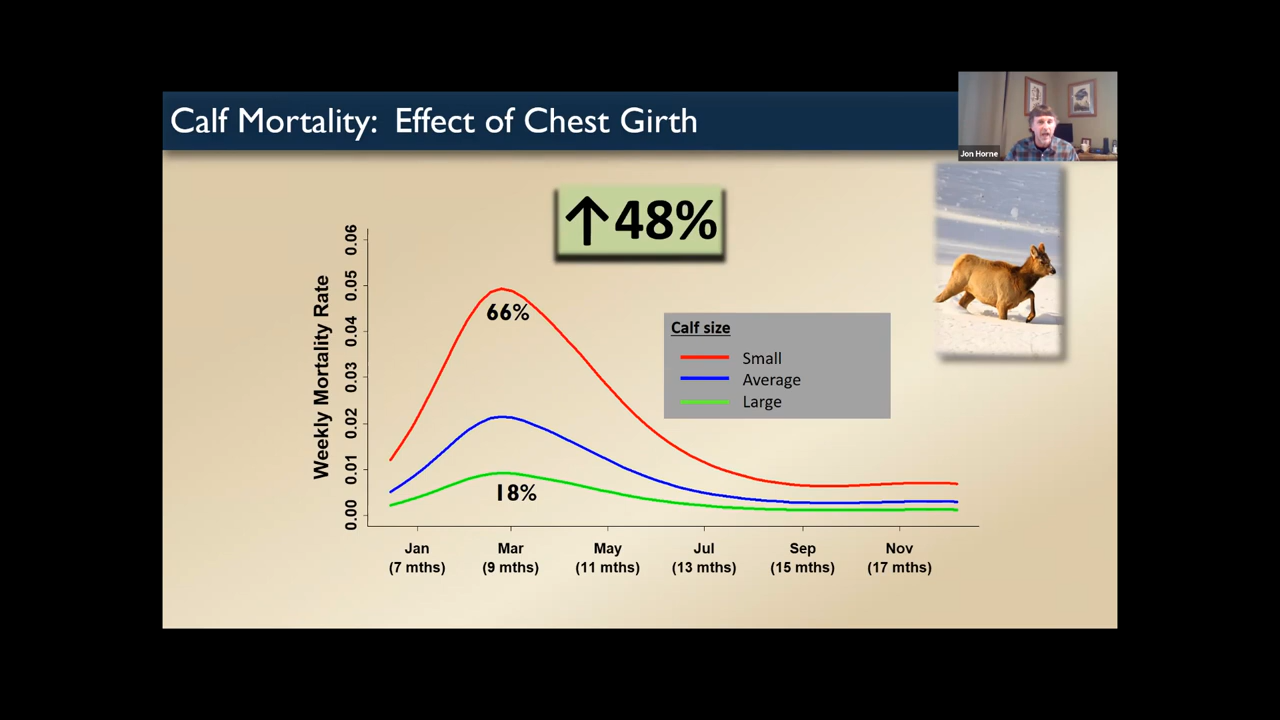 Calf Mortality: Effect of Chest Girth
Jon Horne
↑48%
Weekly Mortality Rate
0.06
0.05
0.04
0.03
0.02
0.01
0.00
66%
18%
Calf size
Small
Average
Large
Jan Mar May Jul Sep Nov
(7 mths) (9 mths) (11 mths) (13 mths) (15 mths) (17 mths)